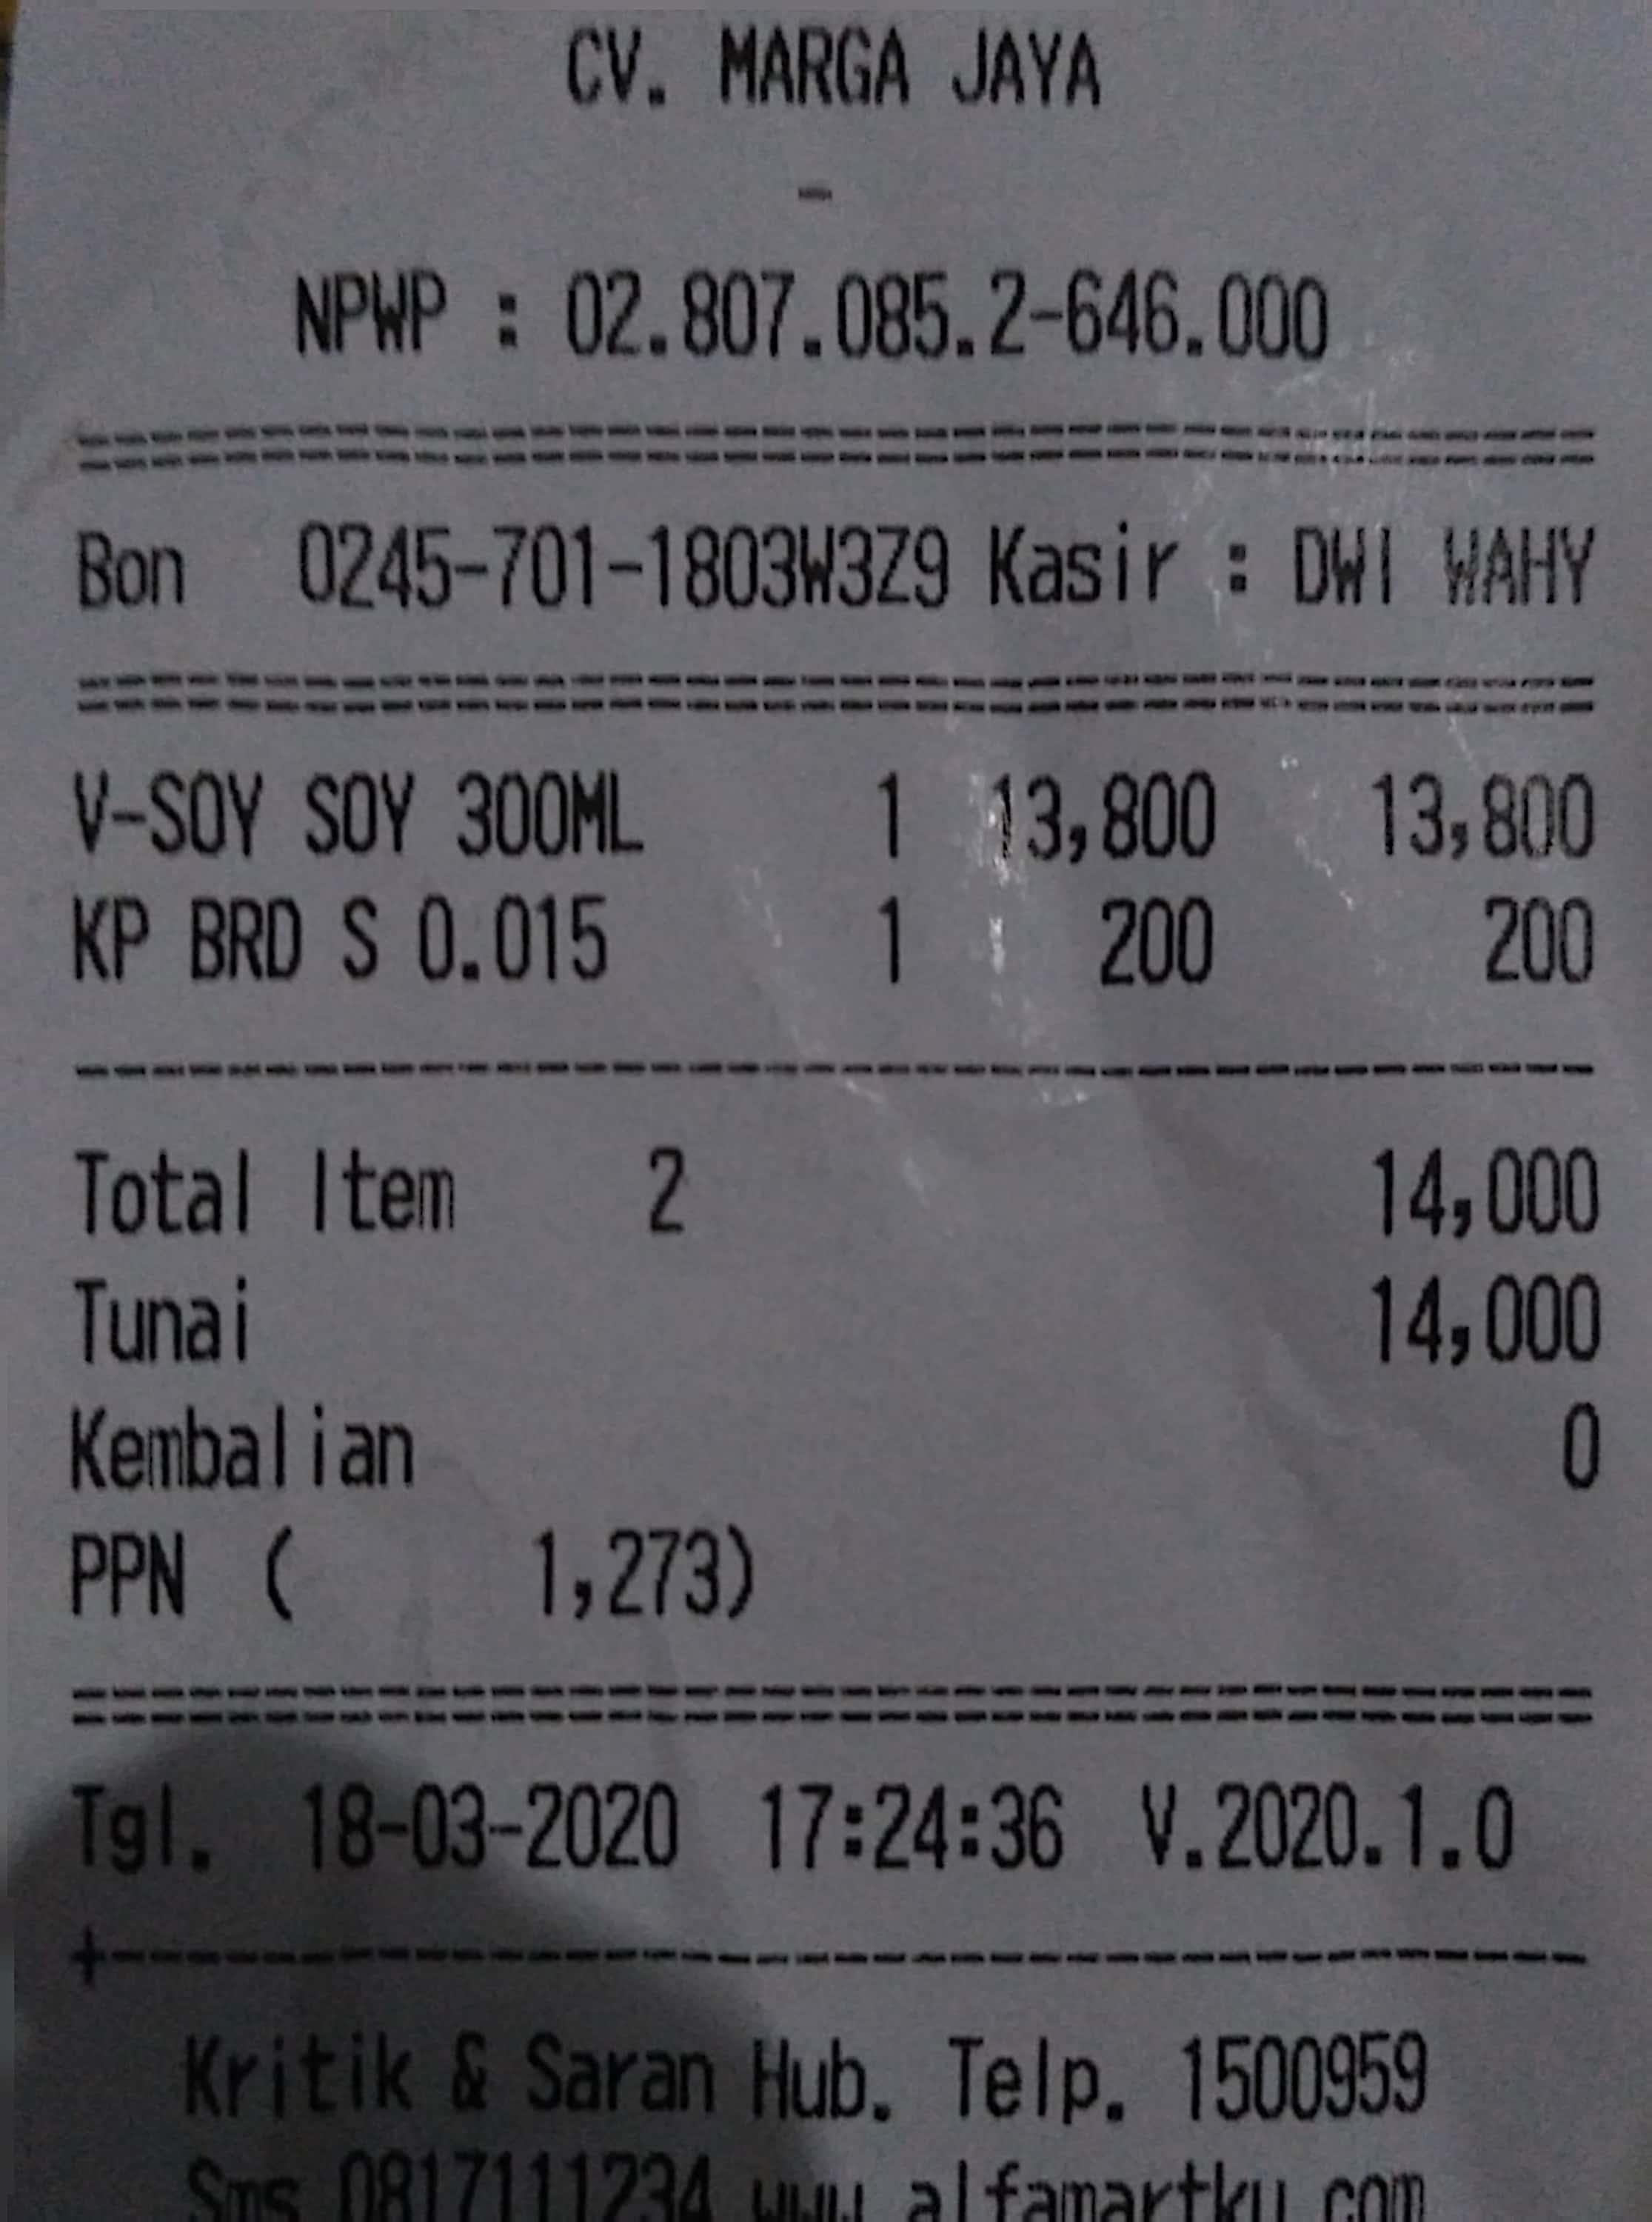 CV. MARGA JAYA
-
NPWP : 02.807.085.2-646.000
Bon 0245-701-1803W3Z9 Kasir : DWI WAHY
V-SOY SOY 300ML 1 13,800 13,800
KP BRD S 0.015 1 200 200
Total Item 2 14,000
Tunai 14,000
Kembalian 0
PPN ( 1,273)
Tgl. 18-03-2020 17:24:36 V.2020.1.0
Kritik & Saran Hub. Telp. 1500959
Sms 0817111234 www.alfamartku.com